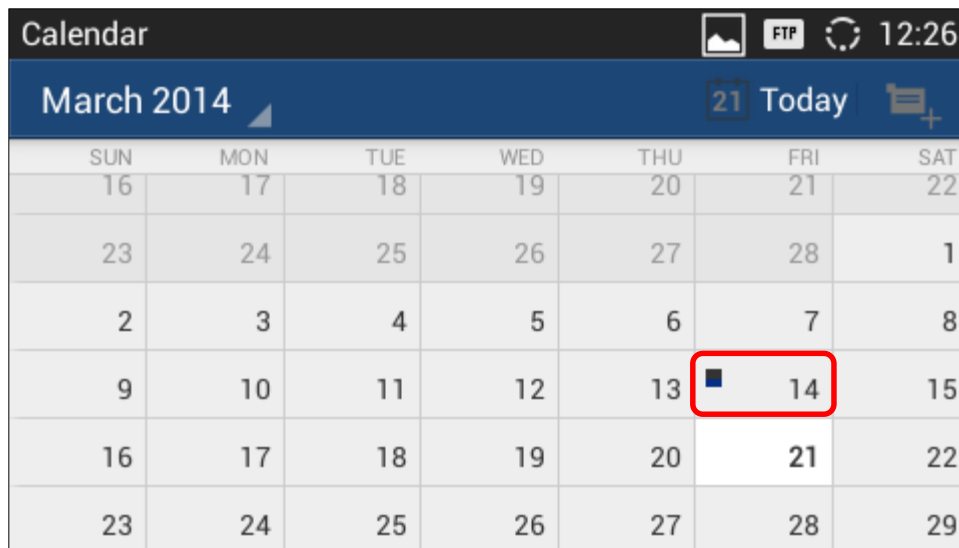 Calendar FTP 12:26
March 2014 21 Today
SUN MON TUE WED THU FRI SAT
16 17 18 19 20 21 22
23 24 25 26 27 28 1
2 3 4 5 6 7 8
9 10 11 12 13 14 15
16 17 18 19 20 21 22
23 24 25 26 27 28 29